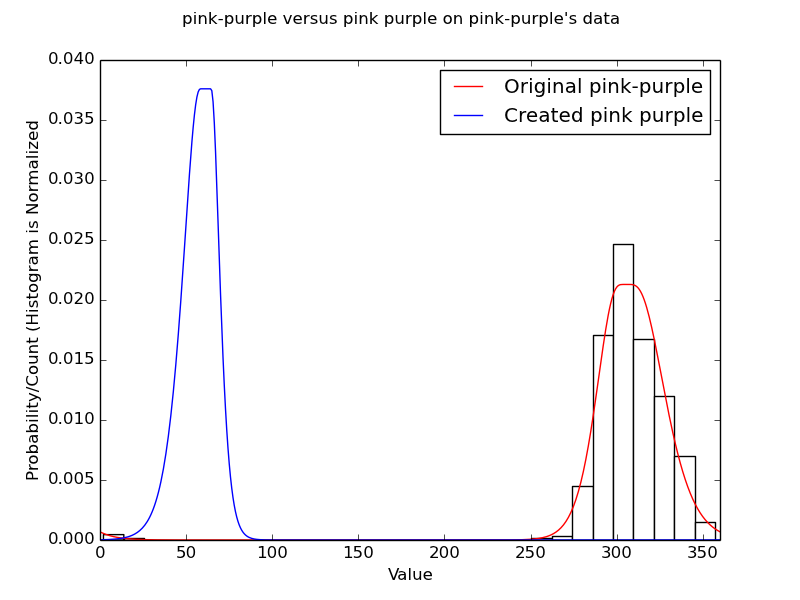 pink-purple versus pink purple on pink-purple's data
Original pink-purple
Created pink purple
Probability/Count (Histogram is Normalized
0.040
0.035
0.030
0.025
0.020
0.015
0.010
0.005
0.000
0 50 100 150 200 250 300 350
Value